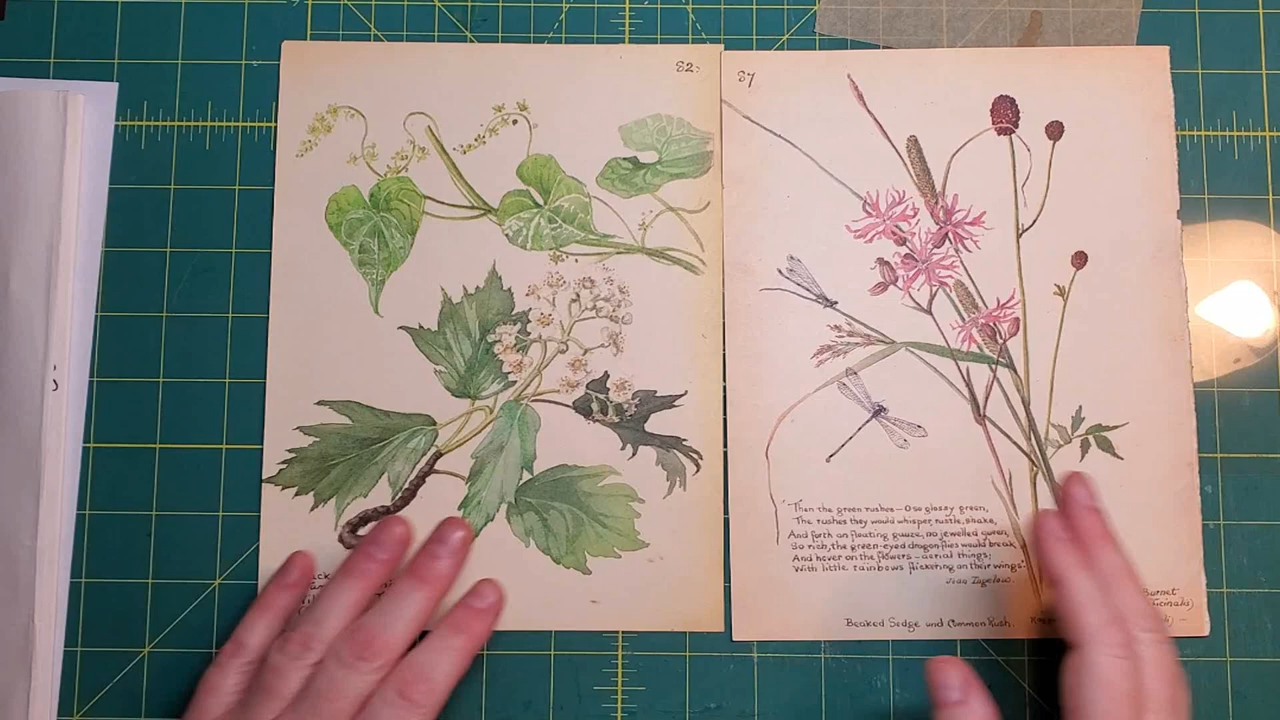 82.
87
"Then the green rushes — O so glossy green,
The rushes they would whisper, rustle, shake,
And forth on floating gauze, no jewelled queen
So rich, the green-eyed dragon flies would break,
And hover on the flowers — aerial things,
With little rainbows flickering on their wings".
Jean Ingelow.
Burnet
Beaked Sedge and Common Rush.